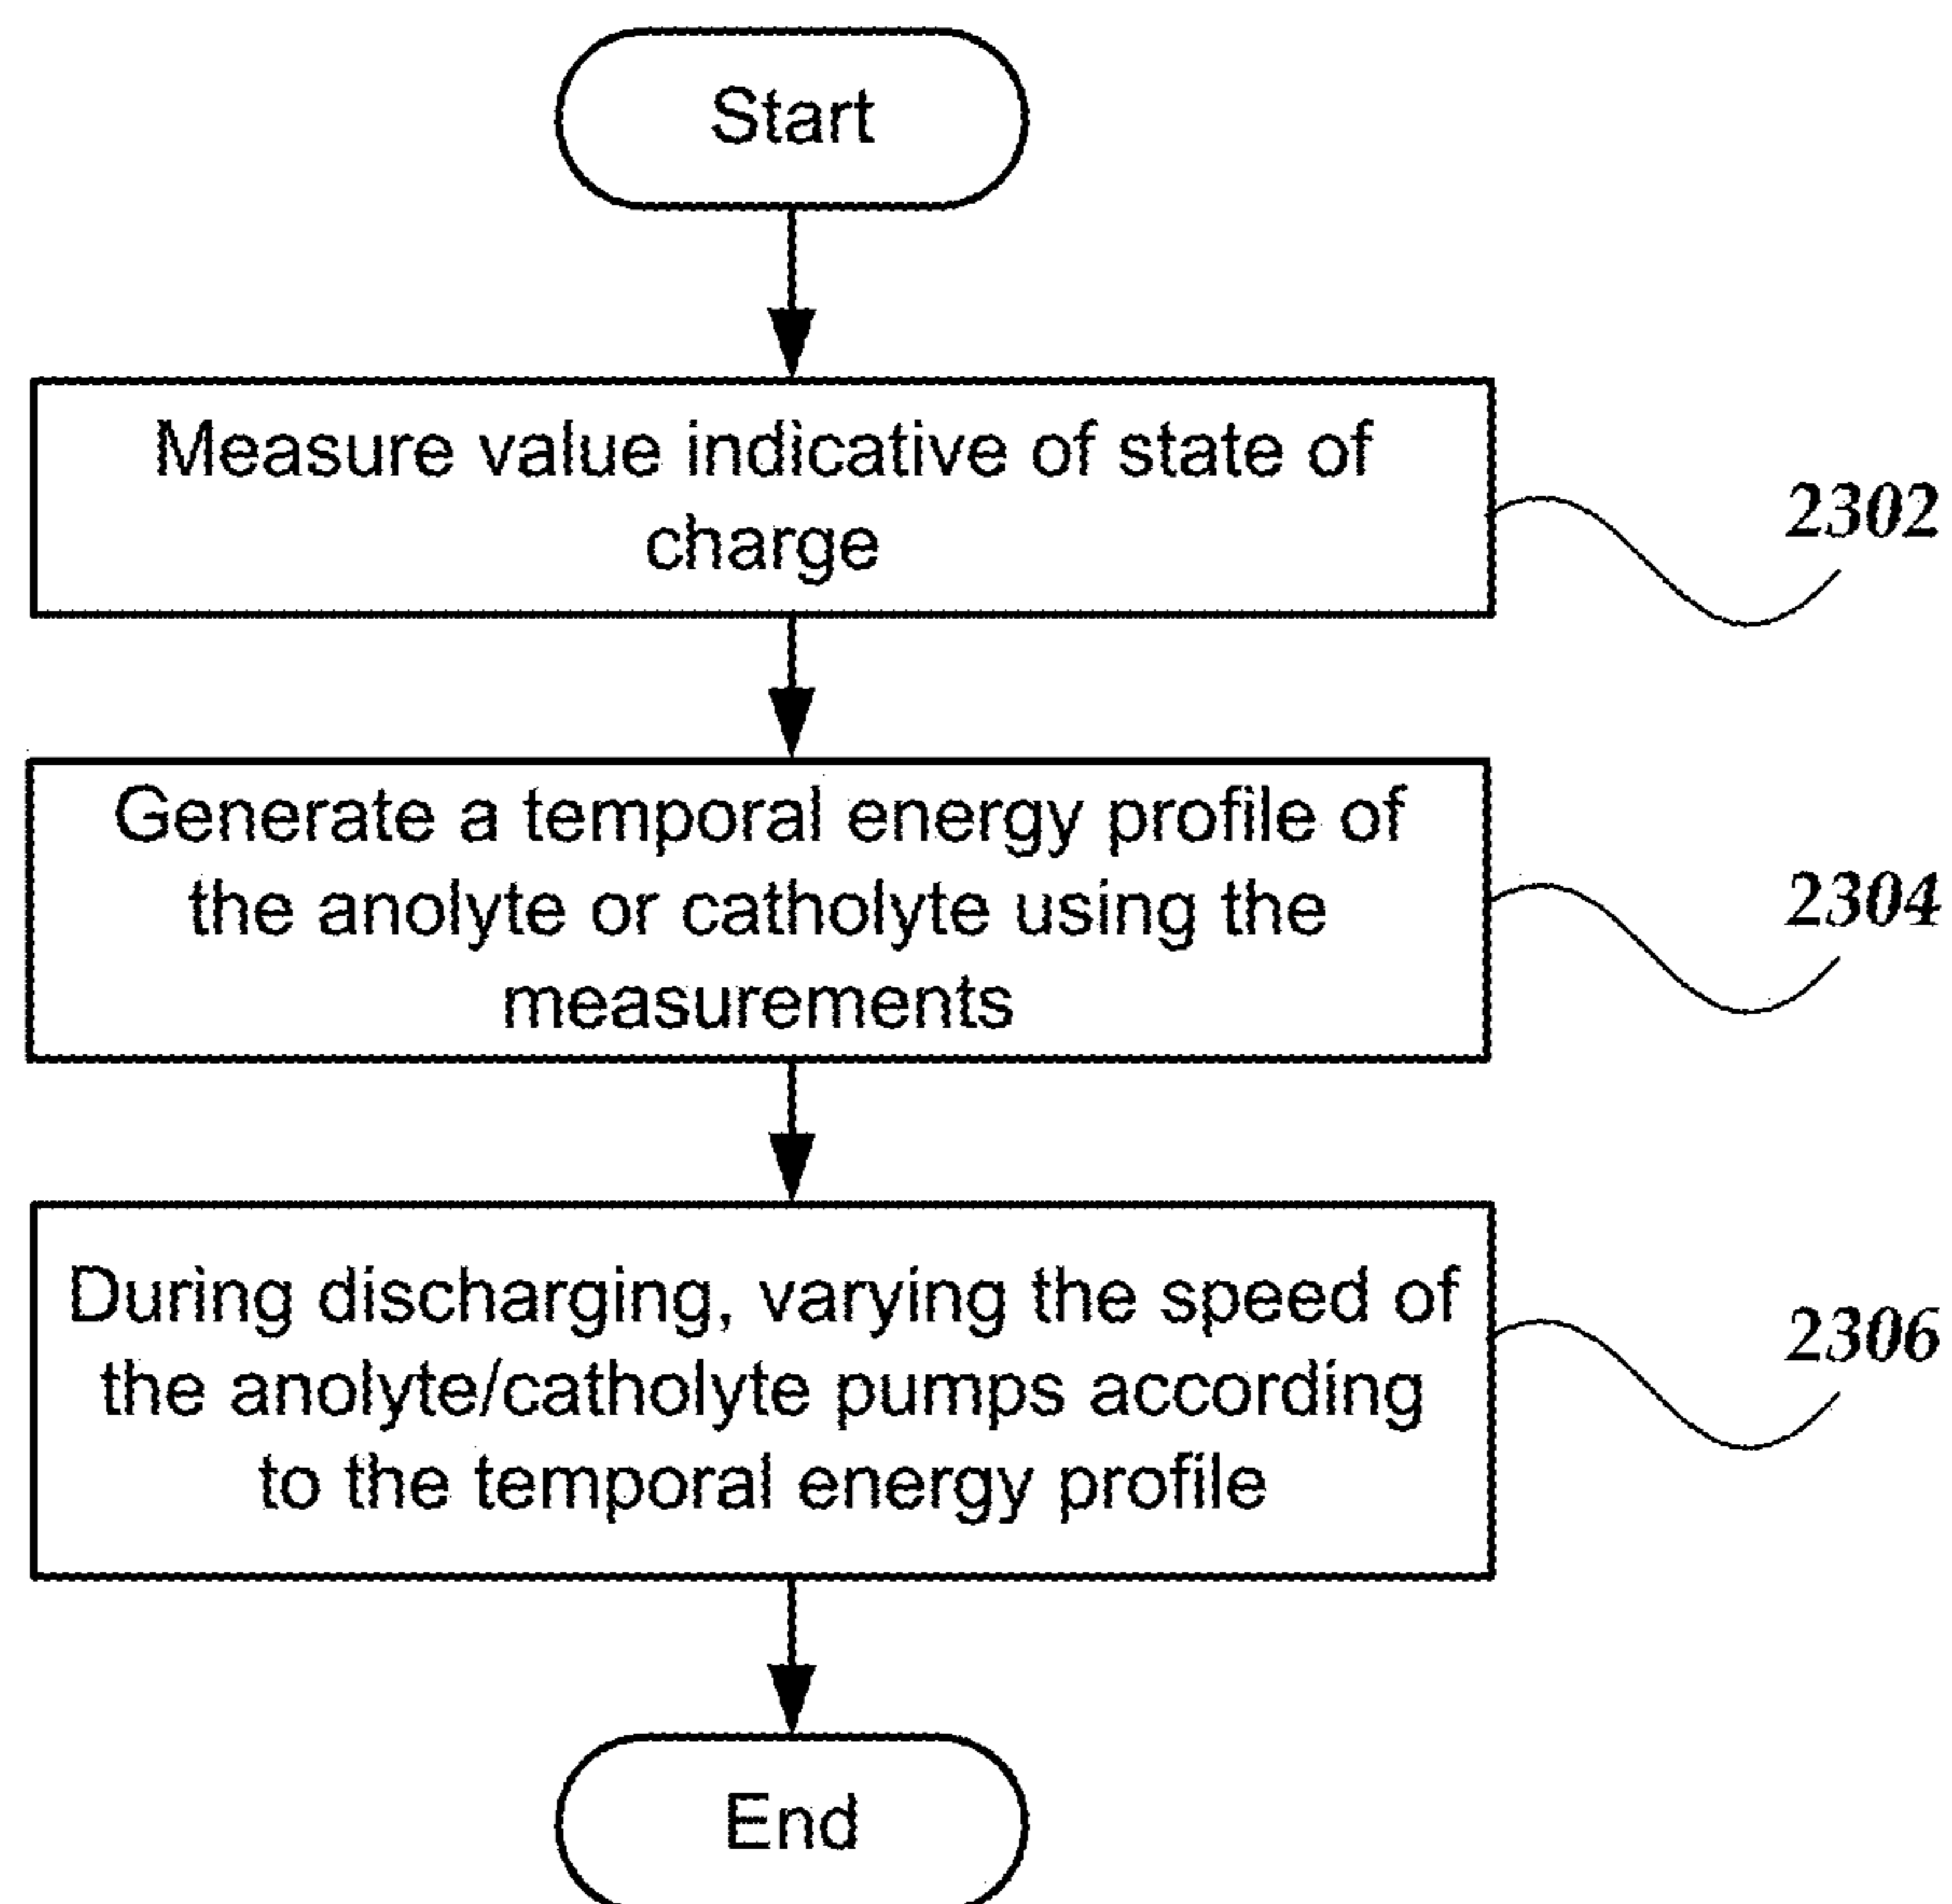 Start
Measure value indicative of state of
charge
2302
Generate a temporal energy profile of
the anolyte or catholyte using the
measurements
2304
During discharging, varying the speed of
the anolyte/catholyte pumps according
to the temporal energy profile
2306
End